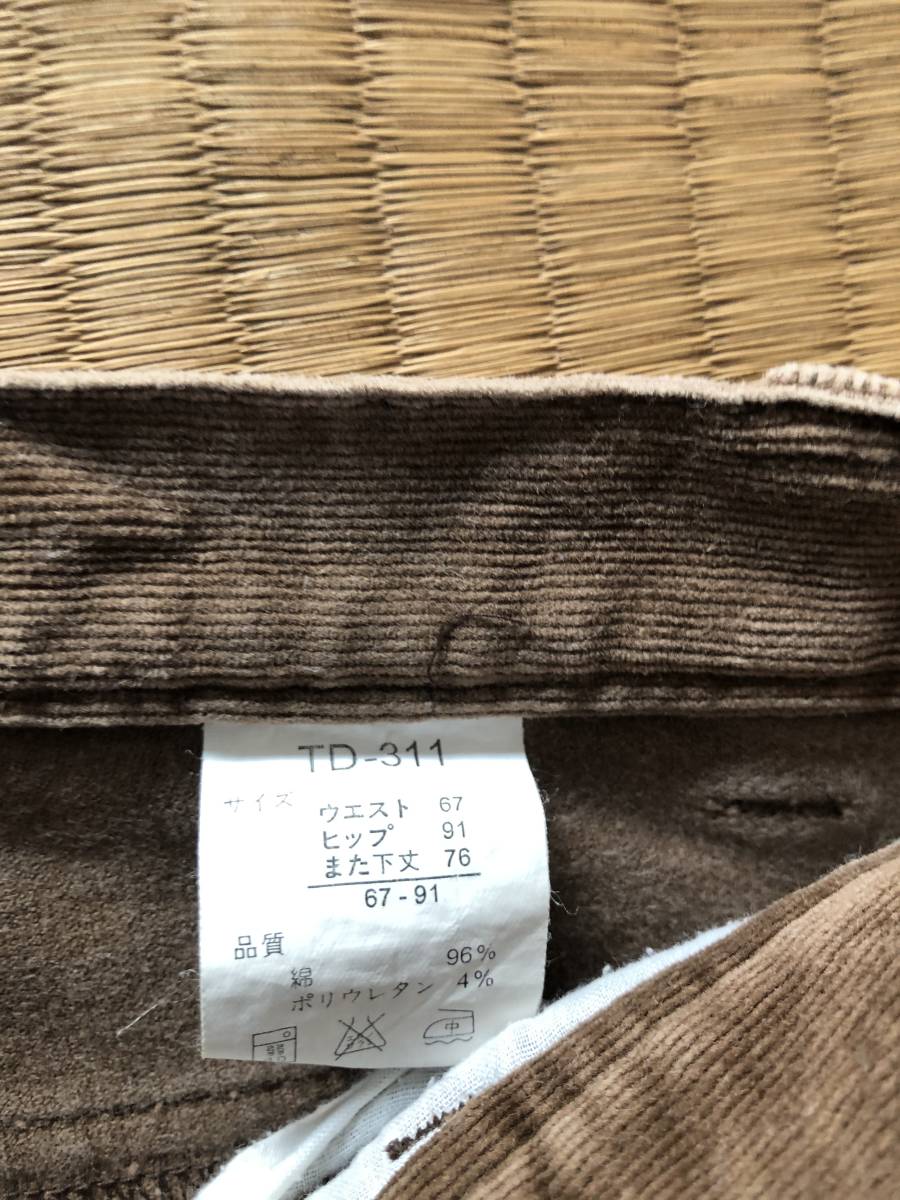 TD-311
サイズ ウエスト 67
ヒップ 91
また下丈 76
67-91
品質
綿 96%
ポリウレタン 4%
中